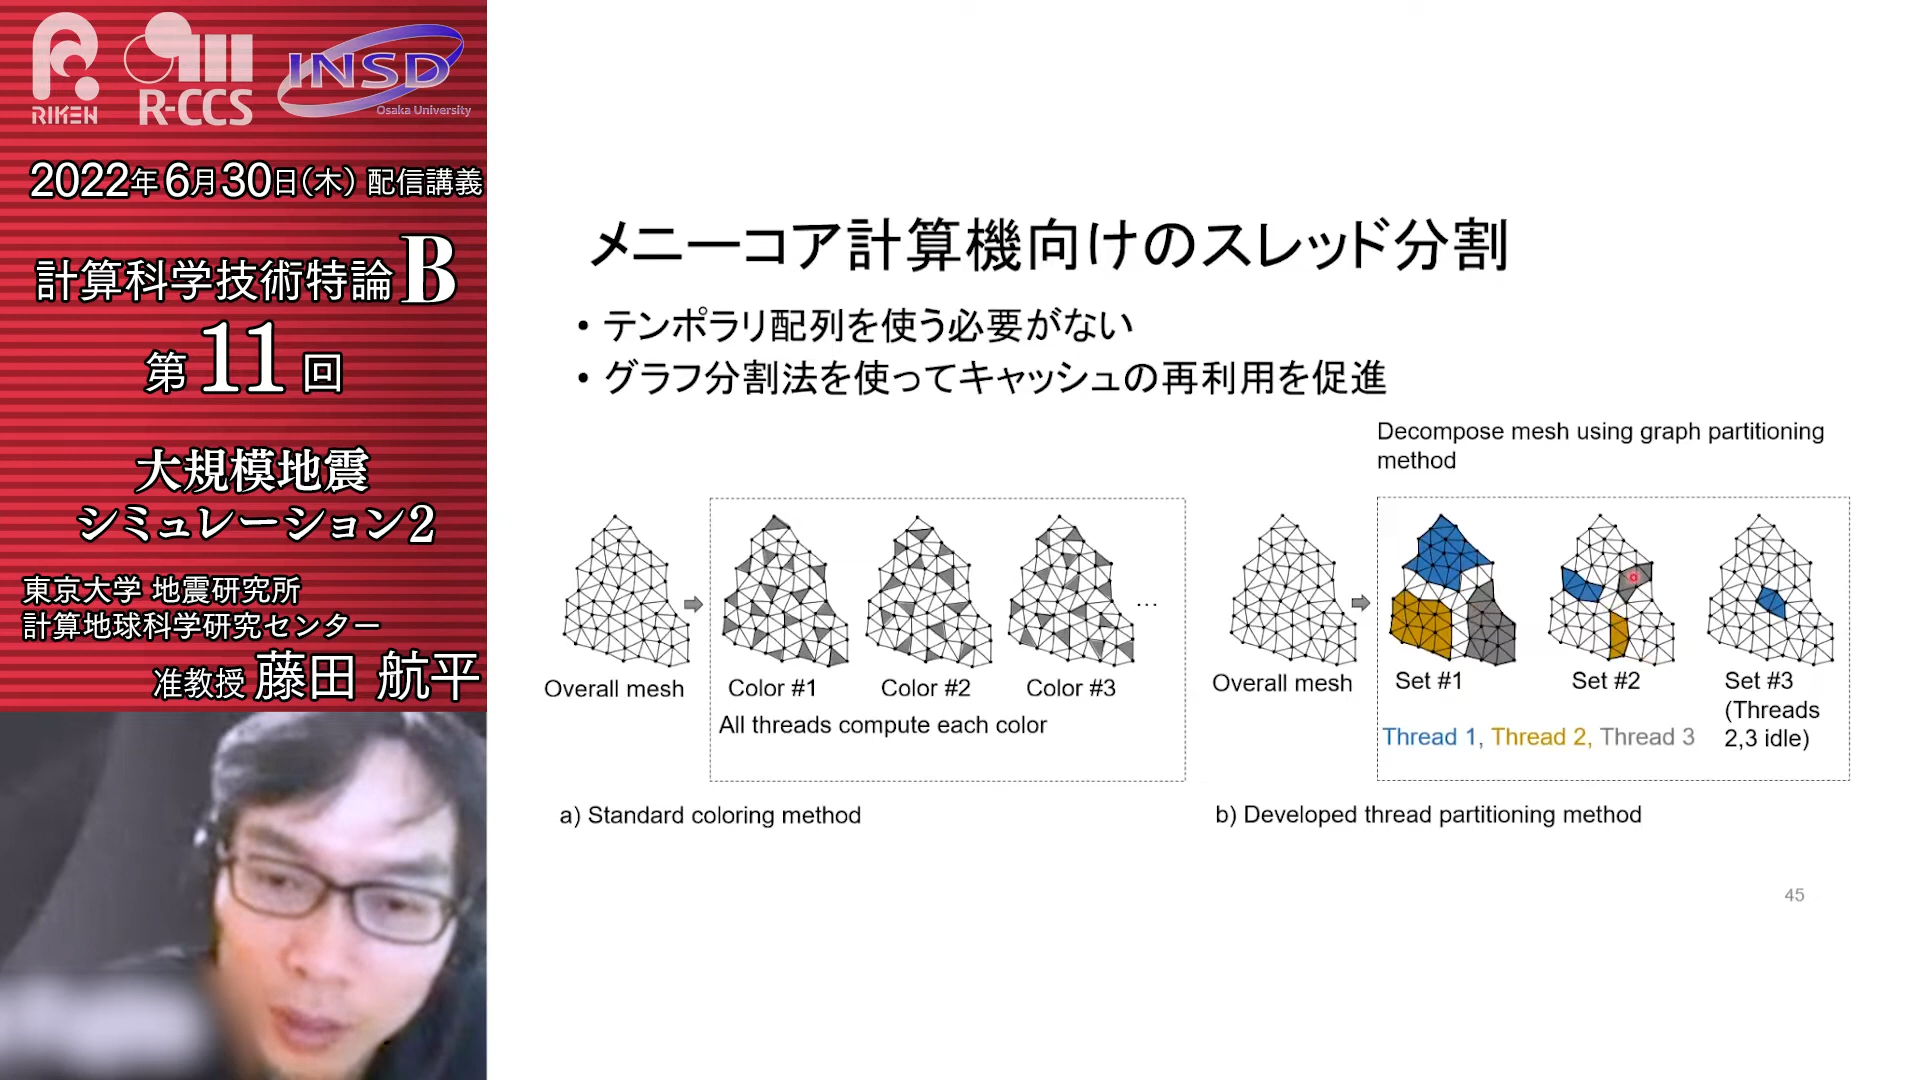 RIKEN
R-CCS
INSD
Osaka University
2022年6月30日(木) 配信講義
計算科学技術特論B
第11回
大規模地震
シミュレーション2
東京大学 地震研究所
計算地球科学研究センター
准教授 藤田 航平
メニーコア計算機向けのスレッド分割
• テンポラリ配列を使う必要がない
• グラフ分割法を使ってキャッシュの再利用を促進
Decompose mesh using graph partitioning
method
Overall mesh
Color #1
Color #2
Color #3
...
All threads compute each color
a) Standard coloring method
Overall mesh
Set #1
Set #2
Set #3
(Threads
2,3 idle)
Thread 1, Thread 2, Thread 3
b) Developed thread partitioning method
45